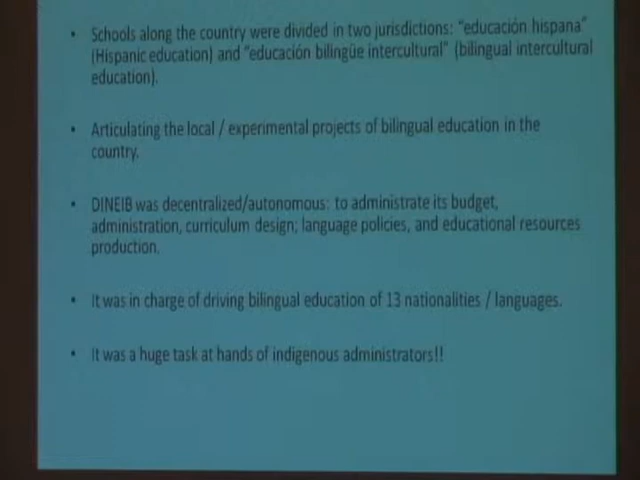 • Schools along the country were divided in two jurisdictions: "educación hispana"
(Hispanic education) and "educación bilingüe intercultural" (bilingual intercultural
education).
• Articulating the local / experimental projects of bilingual education in the
country.
• DINEIB was decentralized/autonomous: to administrate its budget,
administration, curriculum design; language policies, and educational resources
production.
• It was in charge of driving bilingual education of 13 nationalities / languages.
• It was a huge task at hands of indigenous administrators!!